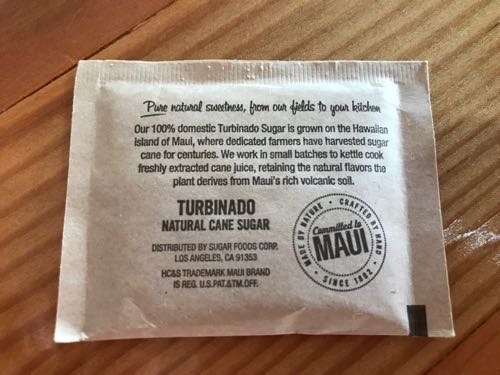 Pure natural sweetness, from our fields to your kitchen
Our 100% domestic Turbinado Sugar is grown on the Hawaiian
island of Maui, where dedicated farmers have harvested sugar
cane for centuries. We work in small batches to kettle cook
freshly extracted cane juice, retaining the natural flavors the
plant derives from Maui's rich volcanic soil.
TURBINADO
NATURAL CANE SUGAR
DISTRIBUTED BY SUGAR FOODS CORP.
LOS ANGELES, CA 91353
HC&S TRADEMARK MAUI BRAND
IS REG. U.S.PAT.&TM.OFF.
MADE BY NATURE • CRAFTED BY HAND
Committed to
MAUI
• SINCE 1882 •